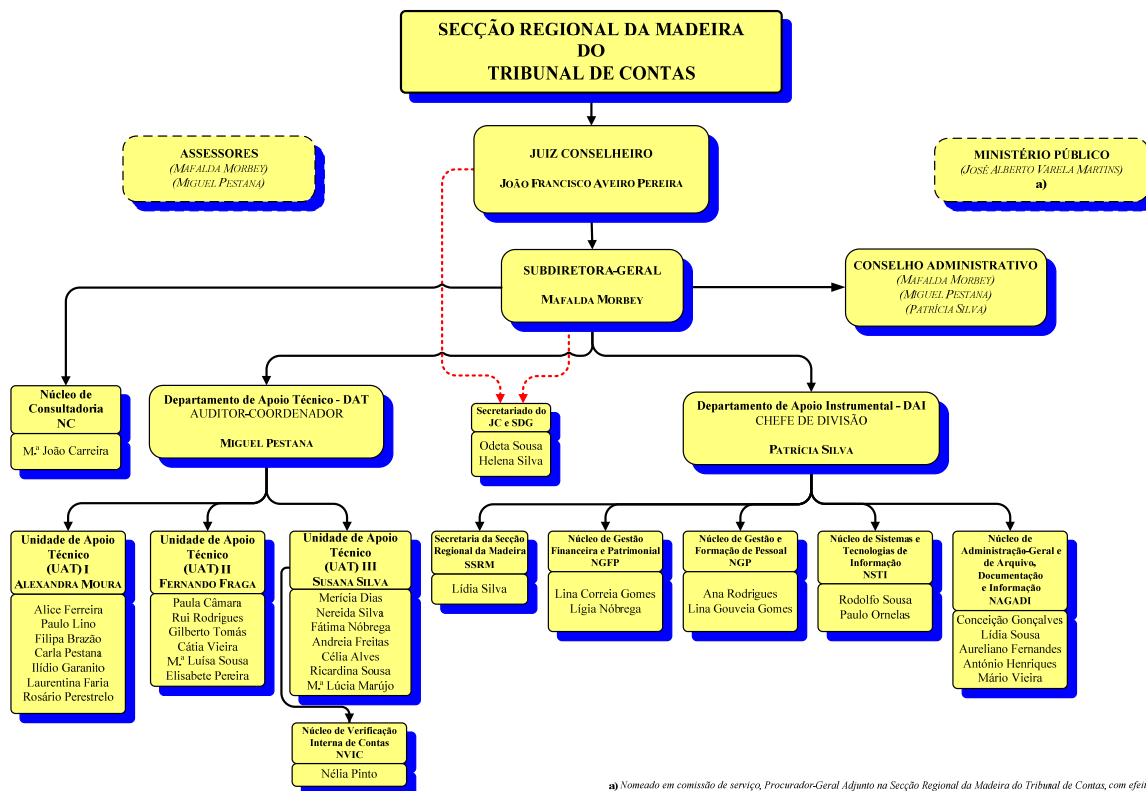 SECÇÃO REGIONAL DA MADEIRA
DO
TRIBUNAL DE CONTAS
ASSESSORES
(MAFALDA MORBEY)
(MIGUEL PESTANA)
JUIZ CONSELHEIRO
JOÃO FRANCISCO AVEIRO PEREIRA
MINISTÉRIO PÚBLICO
(JOSÉ ALBERTO VARELA MARTINS)
a)
SUBDIRETORA-GERAL
MAFALDA MORBEY
CONSELHO ADMINISTRATIVO
(MAFALDA MORBEY)
(MIGUEL PESTANA)
(PATRÍCIA SILVA)
Núcleo de
Consultadoria
NC
M.ª João Carreira
Departamento de Apoio Técnico - DAT
AUDITOR-COORDENADOR
MIGUEL PESTANA
Secretariado do
JC e SDG
Odeta Sousa
Helena Silva
Departamento de Apoio Instrumental – DAI
CHEFE DE DIVISÃO
PATRÍCIA SILVA
Unidade de Apoio
Técnico
(UAT) I
ALEXANDRA MOURA
Alice Ferreira
Paulo Lino
Filipa Brazão
Carla Pestana
Ilídio Garanito
Laurentina Faria
Rosário Perestrelo
Unidade de Apoio
Técnico
(UAT) II
FERNANDO FRAGA
Paula Câmara
Rui Rodrigues
Gilberto Tomás
Cátia Vieira
M.ª Luísa Sousa
Elisabete Pereira
Unidade de Apoio
Técnico
(UAT) III
SUSANA SILVA
Merícia Dias
Nereida Silva
Fátima Nóbrega
Andreia Freitas
Célia Alves
Ricardina Sousa
M.ª Lúcia Marújo
Núcleo de Verificação
Interna de Contas
NVIC
Nélia Pinto
Secretaria da Secção
Regional da Madeira
SSRM
Lídia Silva
Núcleo de Gestão
Financeira e Patrimonial
NGFP
Lina Correia Gomes
Lígia Nóbrega
Núcleo de Gestão e
Formação de Pessoal
NGP
Ana Rodrigues
Lina Gouveia Gomes
Núcleo de Sistemas e
Tecnologias de
Informação
NSTI
Rodolfo Sousa
Paulo Ornelas
Núcleo de
Administração-Geral e
de Arquivo,
Documentação
e Informação
NAGADI
Conceição Gonçalves
Lídia Sousa
Aureliano Fernandes
António Henriques
Mário Vieira
a) Nomeado em comissão de serviço, Procurador-Geral Adjunto na Secção Regional da Madeira do Tribunal de Contas, com